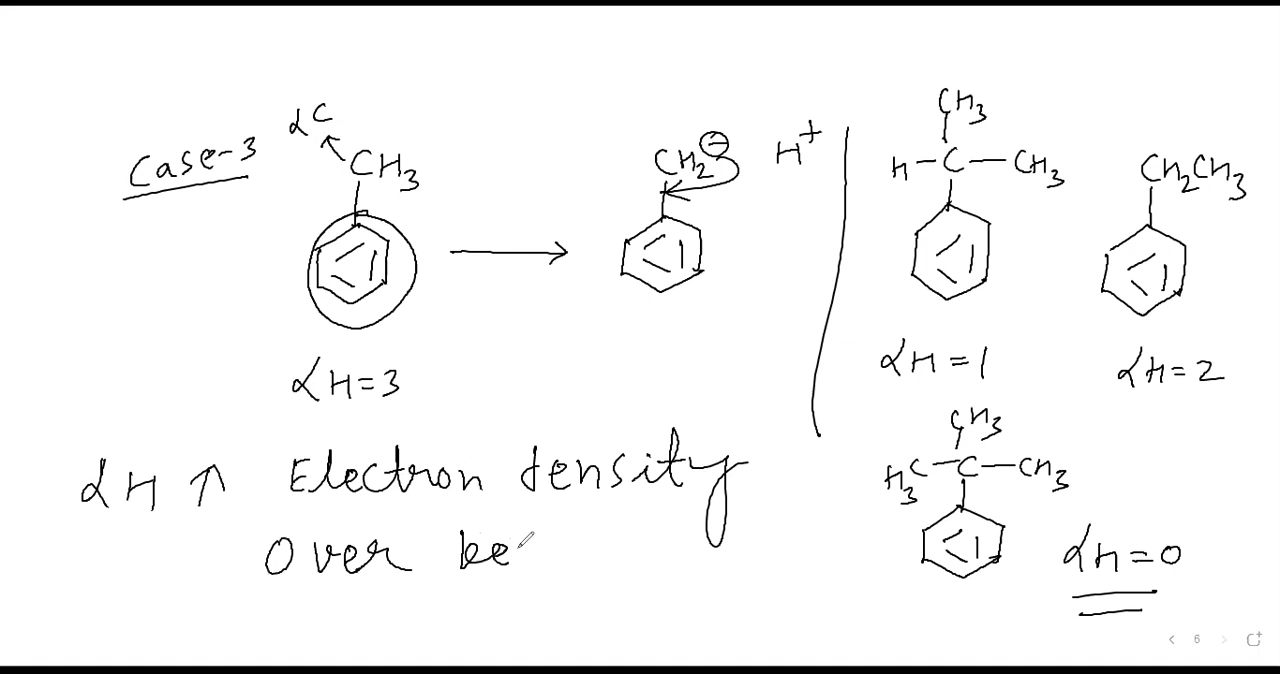 Case-3
αC
CH3
αH=3
CH2⊖
H+
CH3
H-C-CH3
αH=1
CH2CH3
αH=2
CH3
H3C-C-CH3
αH=0
αH↑ Electron density
Over be
6